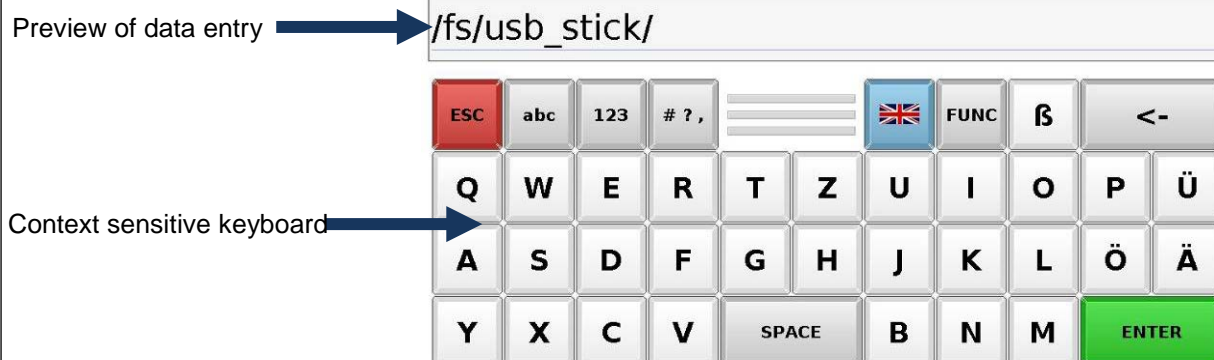 Preview of data entry
/fs/usb_stick/
ESC abc 123 # ? , FUNC ß <-
Q W E R T Z U I O P Ü
Context sensitive keyboard
A S D F G H J K L Ö Ä
Y X C V SPACE B N M ENTER